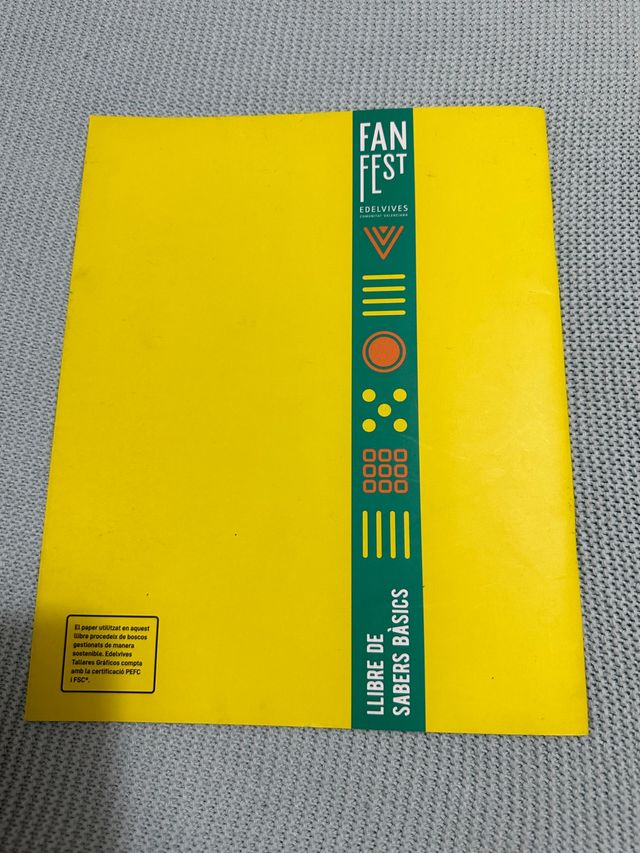 FAN
FEST
EDELVIVES
COMUNITAT VALENCIANA
LLIBRE DE
SABERS BÀSICS
El paper utilitzat en aquest
llibre procedeix de boscos
gestionats de manera
sostenible. Edelvives
Talleres Gráficos compta
amb la certificació PEFC
i FSC®.